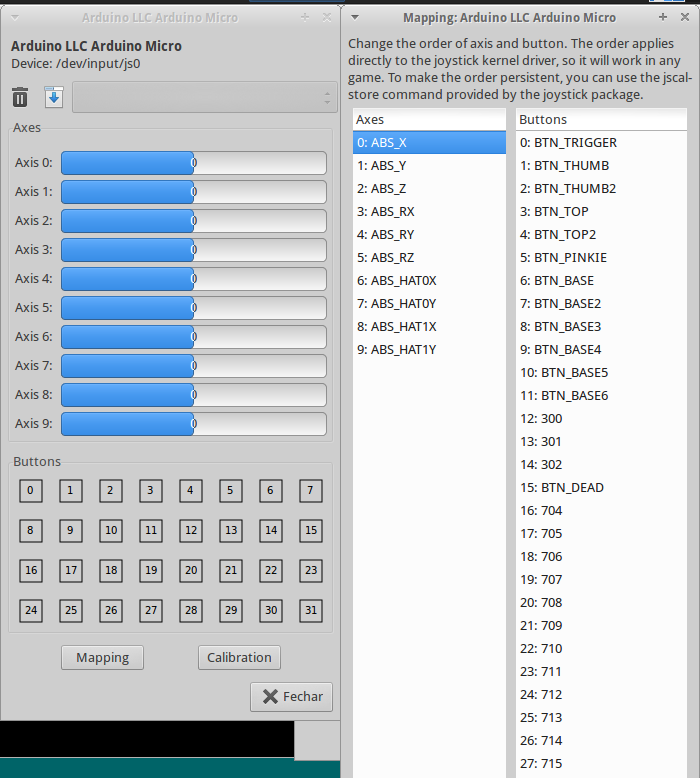 Arduino LLC Arduino Micro
Arduino LLC Arduino Micro
Device: /dev/input/js0
Axes
Axis 0: 0
Axis 1: 0
Axis 2: 0
Axis 3: 0
Axis 4: 0
Axis 5: 0
Axis 6: 0
Axis 7: 0
Axis 8: 0
Axis 9: 0
Buttons
0 1 2 3 4 5 6 7
8 9 10 11 12 13 14 15
16 17 18 19 20 21 22 23
24 25 26 27 28 29 30 31
Mapping Calibration
Fechar
Mapping: Arduino LLC Arduino Micro
Change the order of axis and button. The order applies
directly to the joystick kernel driver, so it will work in any
game. To make the order persistent, you can use the jscal-
store command provided by the joystick package.
Axes
0: ABS_X
1: ABS_Y
2: ABS_Z
3: ABS_RX
4: ABS_RY
5: ABS_RZ
6: ABS_HAT0X
7: ABS_HAT0Y
8: ABS_HAT1X
9: ABS_HAT1Y
Buttons
0: BTN_TRIGGER
1: BTN_THUMB
2: BTN_THUMB2
3: BTN_TOP
4: BTN_TOP2
5: BTN_PINKIE
6: BTN_BASE
7: BTN_BASE2
8: BTN_BASE3
9: BTN_BASE4
10: BTN_BASE5
11: BTN_BASE6
12: 300
13: 301
14: 302
15: BTN_DEAD
16: 704
17: 705
18: 706
19: 707
20: 708
21: 709
22: 710
23: 711
24: 712
25: 713
26: 714
27: 715